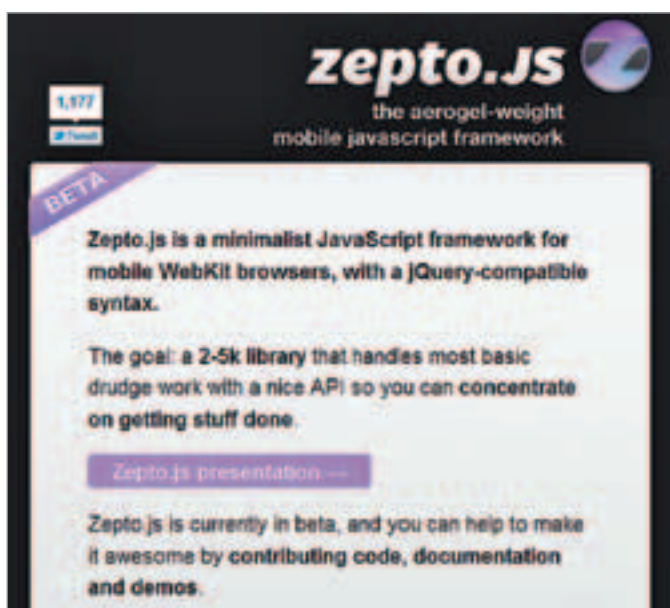 zepto.js
the aerogel-weight
mobile javascript framework
1,177
Tweet
BETA
Zepto.js is a minimalist JavaScript framework for
mobile WebKit browsers, with a jQuery-compatible
syntax.
The goal: a 2-5k library that handles most basic
drudge work with a nice API so you can concentrate
on getting stuff done.
Zepto.js presentation —
Zepto.js is currently in beta, and you can help to make
it awesome by contributing code, documentation
and demos.